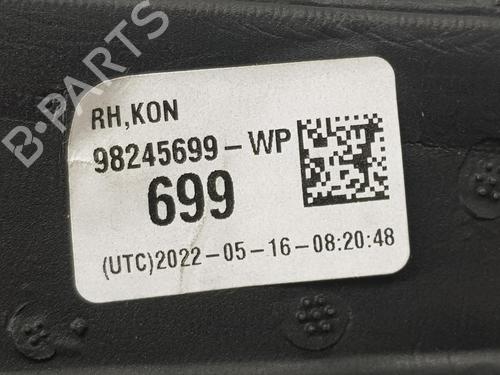 B-PARTS
RH,KON
98245699-WP
699
(UTC)2022-05-16-08:20:48